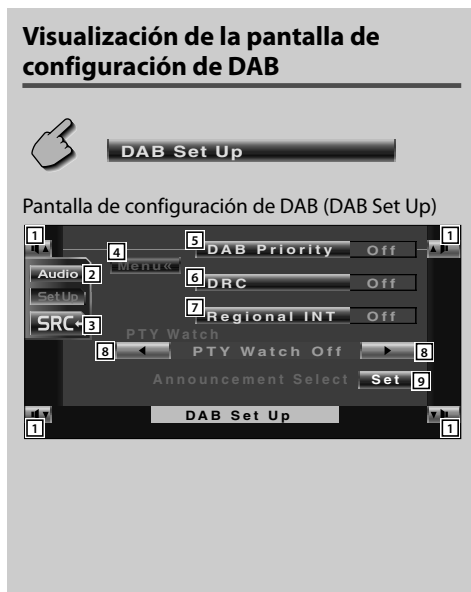 Visualización de la pantalla de
configuración de DAB
DAB Set Up
Pantalla de configuración de DAB (DAB Set Up)
1 1
5 DAB Priority Off
4 Menu«
Audio 2
6 DRC Off
SetUp
7 Regional INT Off
SRC 3
PTY Watch
8 PTY Watch Off 8
Announcement Select Set 9
DAB Set Up
1 1